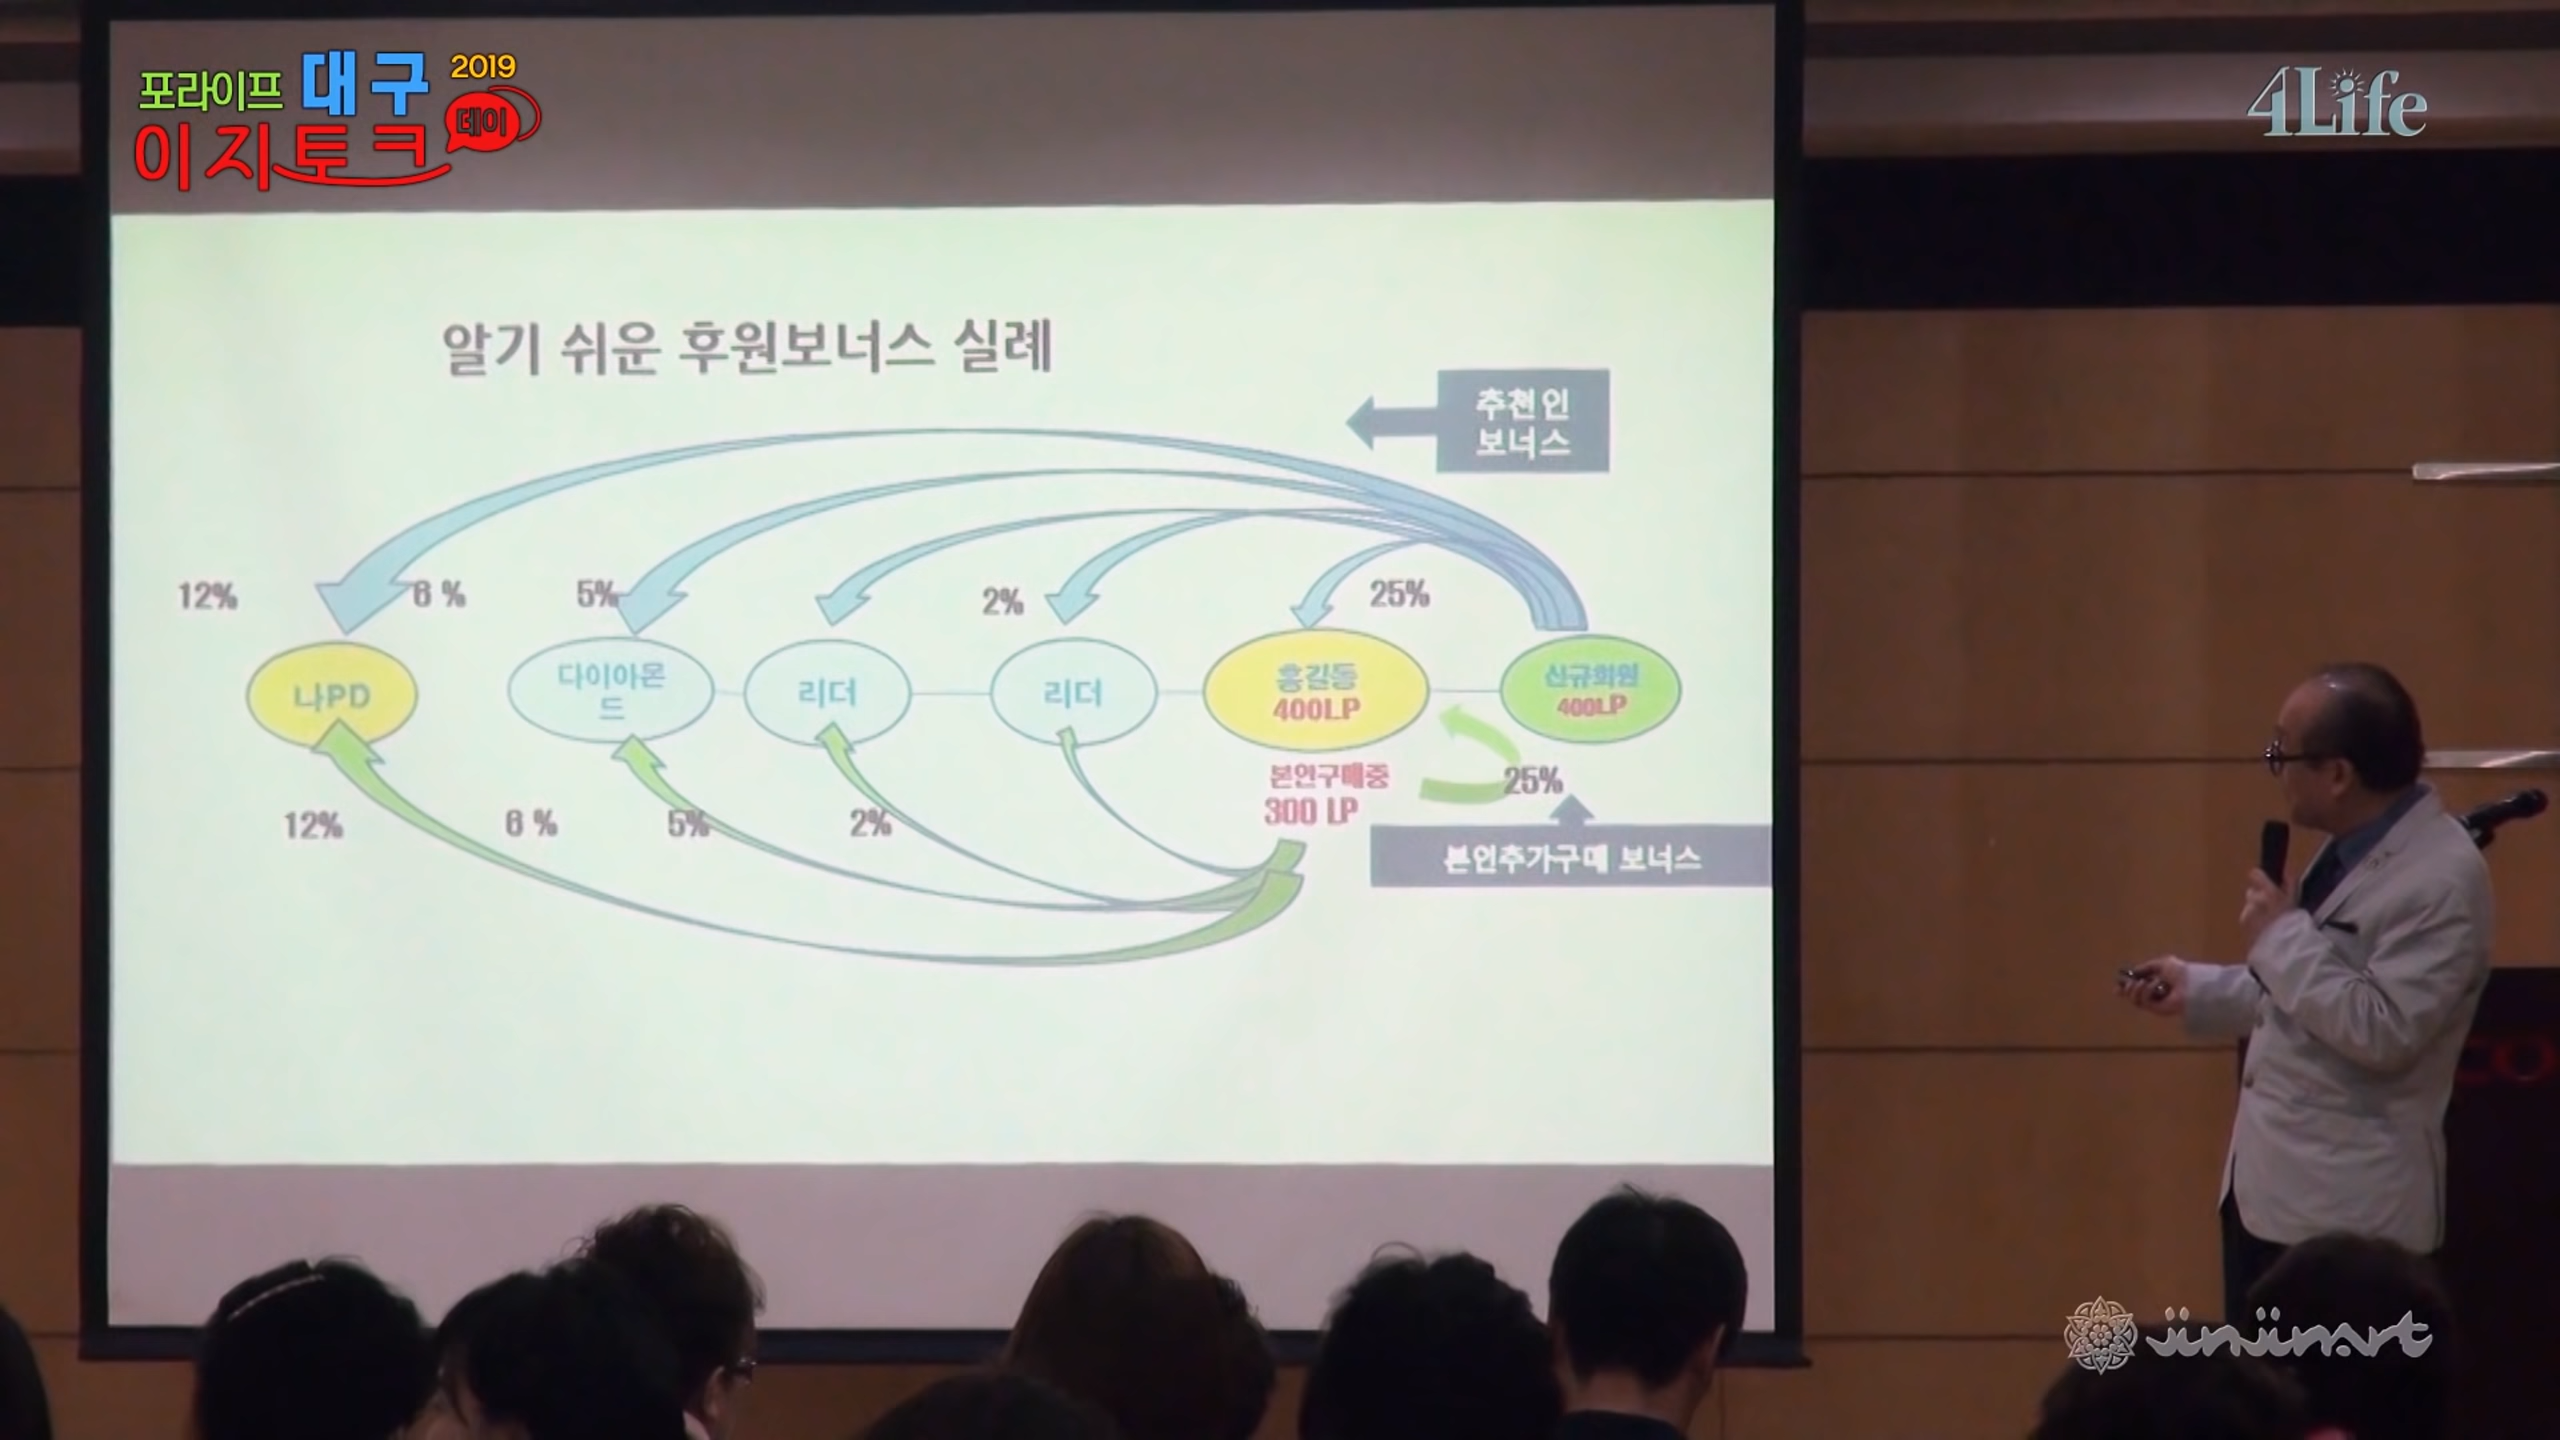 포라이프 대구 2019
이지토크 데이
4Life
알기 쉬운 후원보너스 실례
추천인
보너스
12%
6 %
5%
2%
25%
나PD
다이아몬
드
리더
리더
홍길동
400LP
신규회원
400LP
본인구매중
300 LP
25%
12%
6 %
5%
2%
본인추가구매 보너스
CO
jinjinart